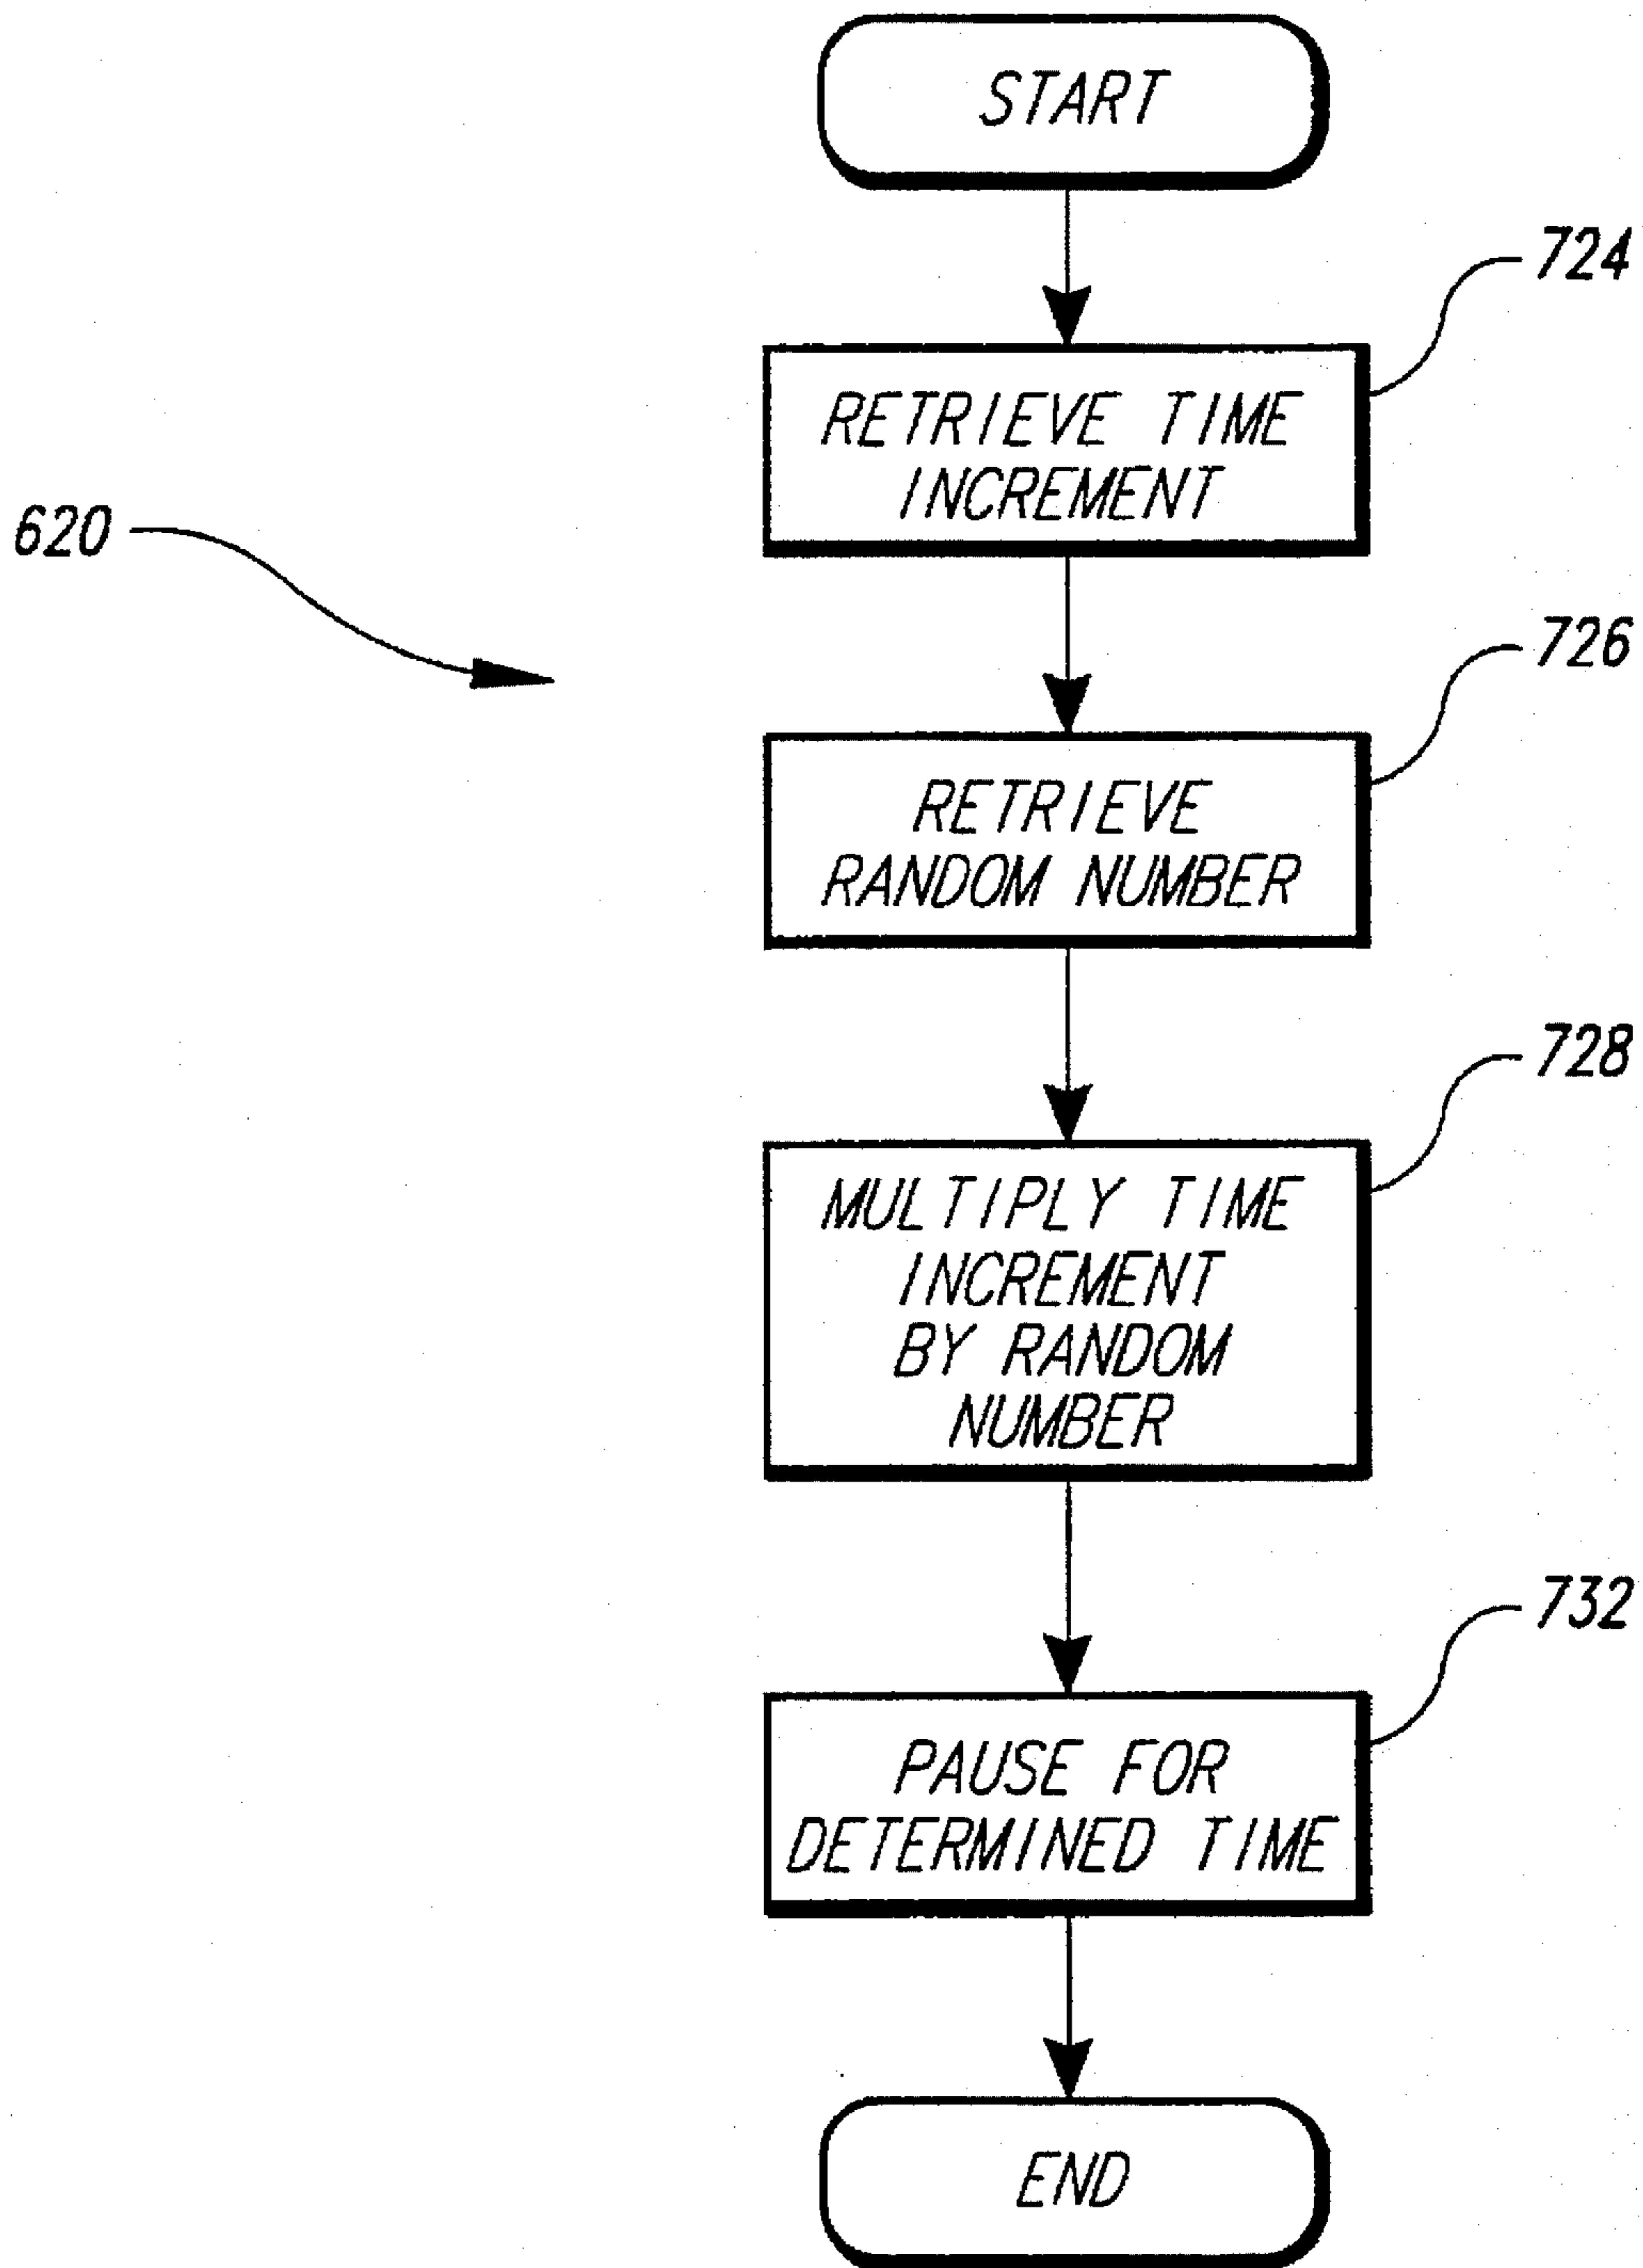 START
724
RETRIEVE TIME
INCREMENT
620
726
RETRIEVE
RANDOM NUMBER
728
MULTIPLY TIME
INCREMENT
BY RANDOM
NUMBER
732
PAUSE FOR
DETERMINED TIME
END